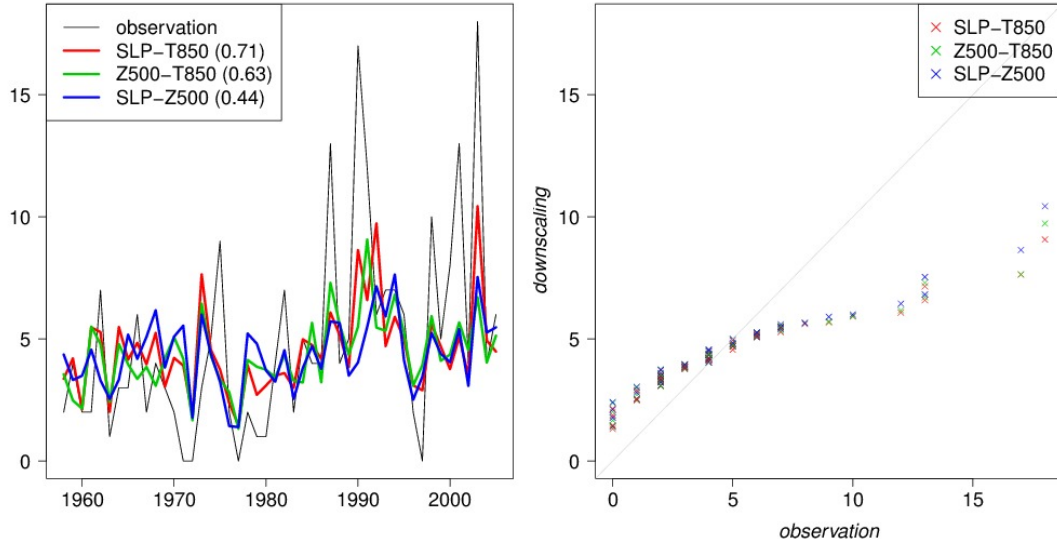 observation
SLP−T850 (0.71)
Z500−T850 (0.63)
SLP−Z500 (0.44)
15
10
5
0
1960 1970 1980 1990 2000
SLP−T850
Z500−T850
SLP−Z500
downscaling
15
10
5
0
0 5 10 15
observation